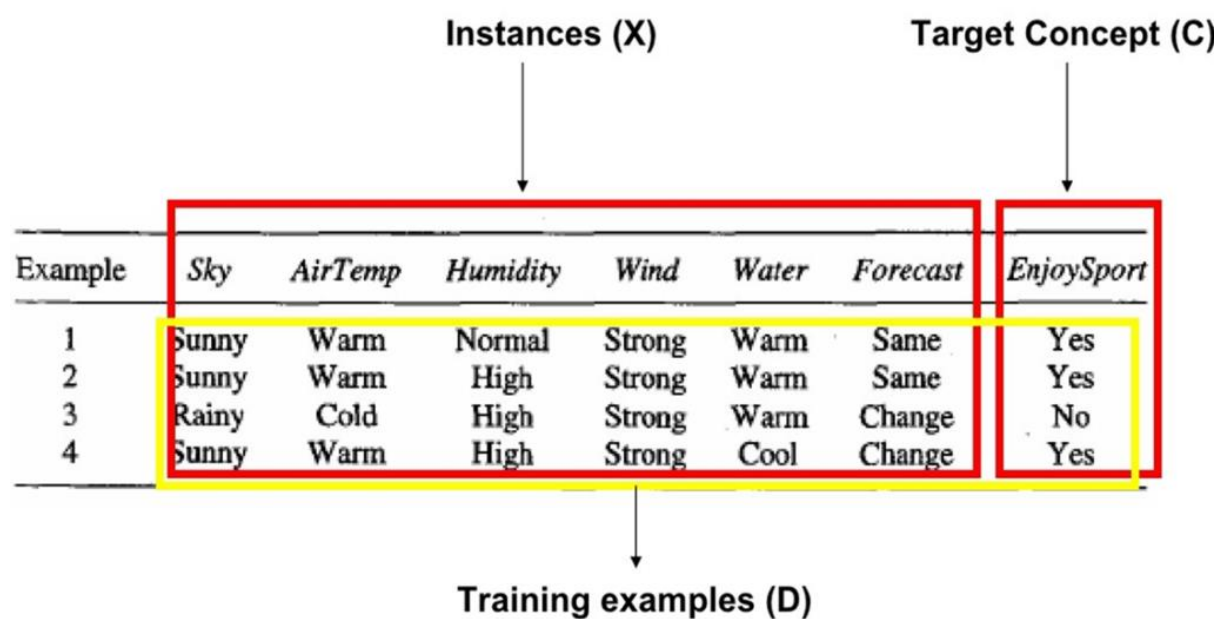 Instances (X) Target Concept (C)
Example Sky AirTemp Humidity Wind Water Forecast EnjoySport
1 Sunny Warm Normal Strong Warm Same Yes
2 Sunny Warm High Strong Warm Same Yes
3 Rainy Cold High Strong Warm Change No
4 Sunny Warm High Strong Cool Change Yes
Training examples (D)